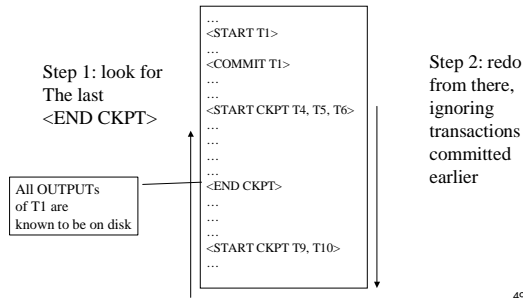 Step 1: look for
The last
<END CKPT>
All OUTPUTs
of T1 are
known to be on disk
…
<START T1>
…
<COMMIT T1>
…
…
<START CKPT T4, T5, T6>
…
…
…
…
<END CKPT>
…
…
…
<START CKPT T9, T10>
…
Step 2: redo
from there,
ignoring
transactions
committed
earlier
49